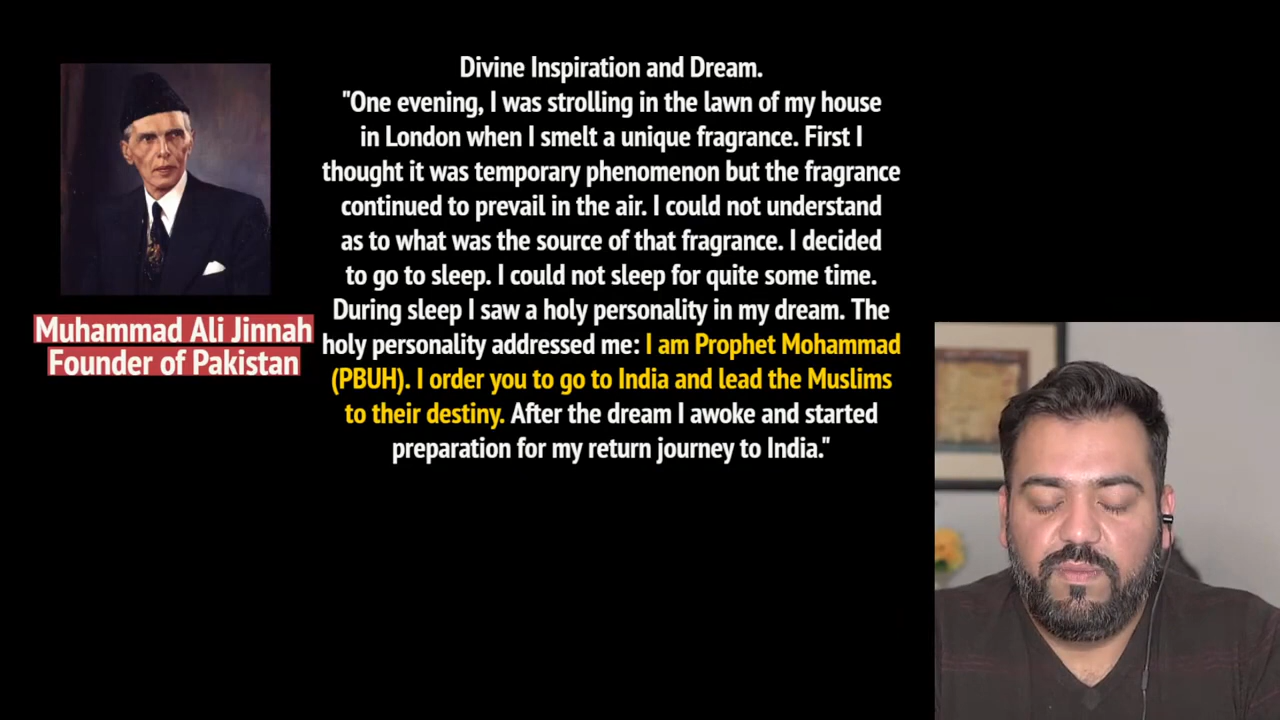 Divine Inspiration and Dream.
"One evening, I was strolling in the lawn of my house
in London when I smelt a unique fragrance. First I
thought it was temporary phenomenon but the fragrance
continued to prevail in the air. I could not understand
as to what was the source of that fragrance. I decided
to go to sleep. I could not sleep for quite some time.
During sleep I saw a holy personality in my dream. The
holy personality addressed me: I am Prophet Mohammad
(PBUH). I order you to go to India and lead the Muslims
to their destiny. After the dream I awoke and started
preparation for my return journey to India."
Muhammad Ali Jinnah
Founder of Pakistan